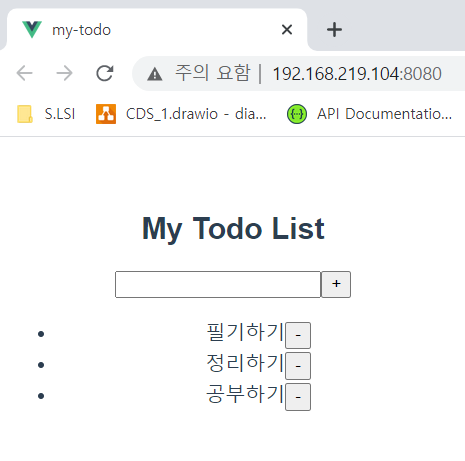 my-todo
주의 요함 | 192.168.219.104:8080
S.LSI CDS_1.drawio - dia... API Documentatio...
My Todo List
+
필기하기 -
정리하기 -
공부하기 -